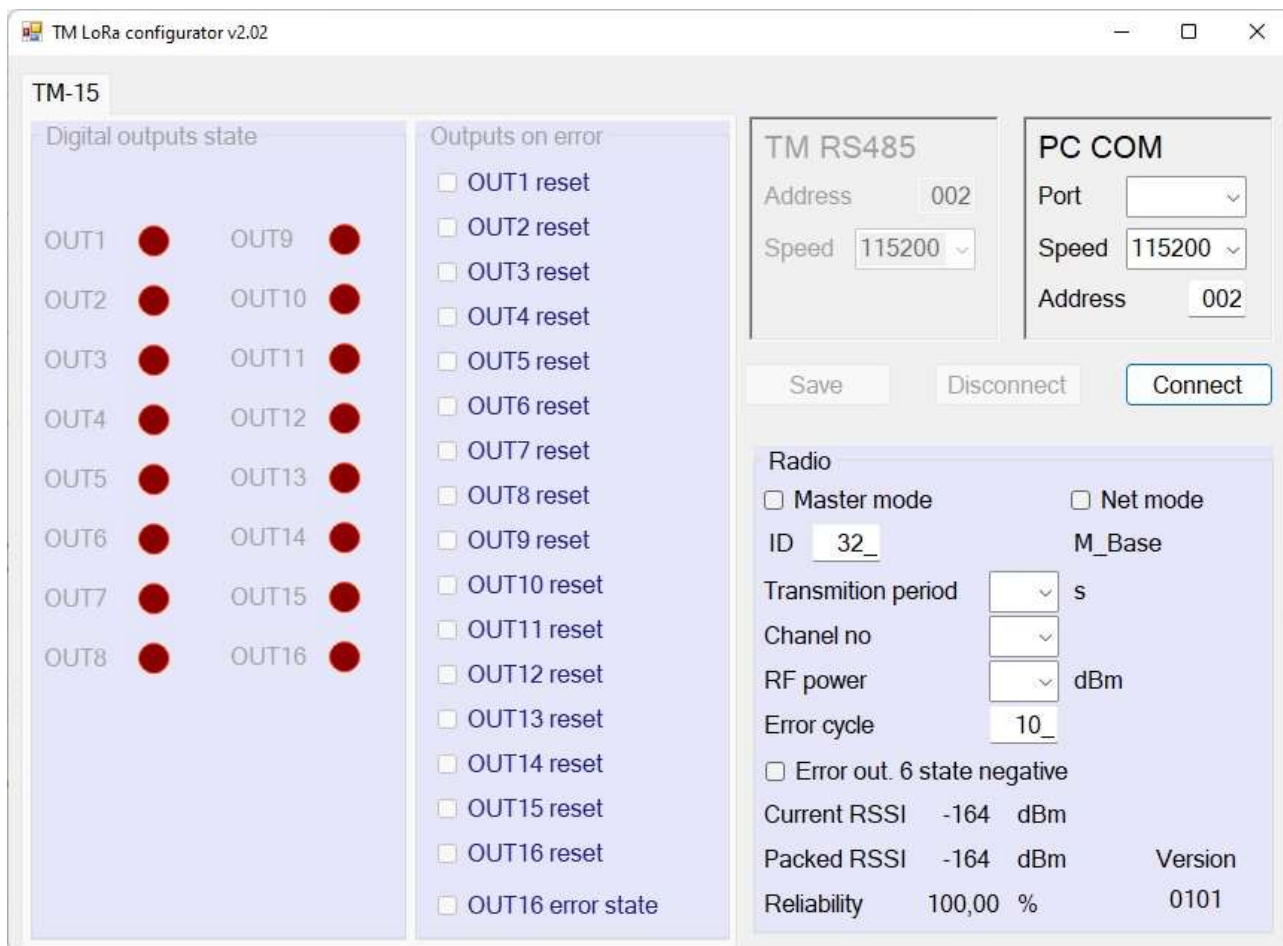 TM LoRa configurator v2.02
TM-15
Digital outputs state
OUT1
OUT9
OUT2
OUT10
OUT3
OUT11
OUT4
OUT12
OUT5
OUT13
OUT6
OUT14
OUT7
OUT15
OUT8
OUT16
Outputs on error
OUT1 reset
OUT2 reset
OUT3 reset
OUT4 reset
OUT5 reset
OUT6 reset
OUT7 reset
OUT8 reset
OUT9 reset
OUT10 reset
OUT11 reset
OUT12 reset
OUT13 reset
OUT14 reset
OUT15 reset
OUT16 reset
OUT16 error state
TM RS485
Address 002
Speed 115200
PC COM
Port
Speed 115200
Address 002
Save
Disconnect
Connect
Radio
Master mode
Net mode
ID 32_
M_Base
Transmition period s
Chanel no
RF power dBm
Error cycle 10_
Error out. 6 state negative
Current RSSI -164 dBm
Packed RSSI -164 dBm
Version
Reliability 100,00 %
0101